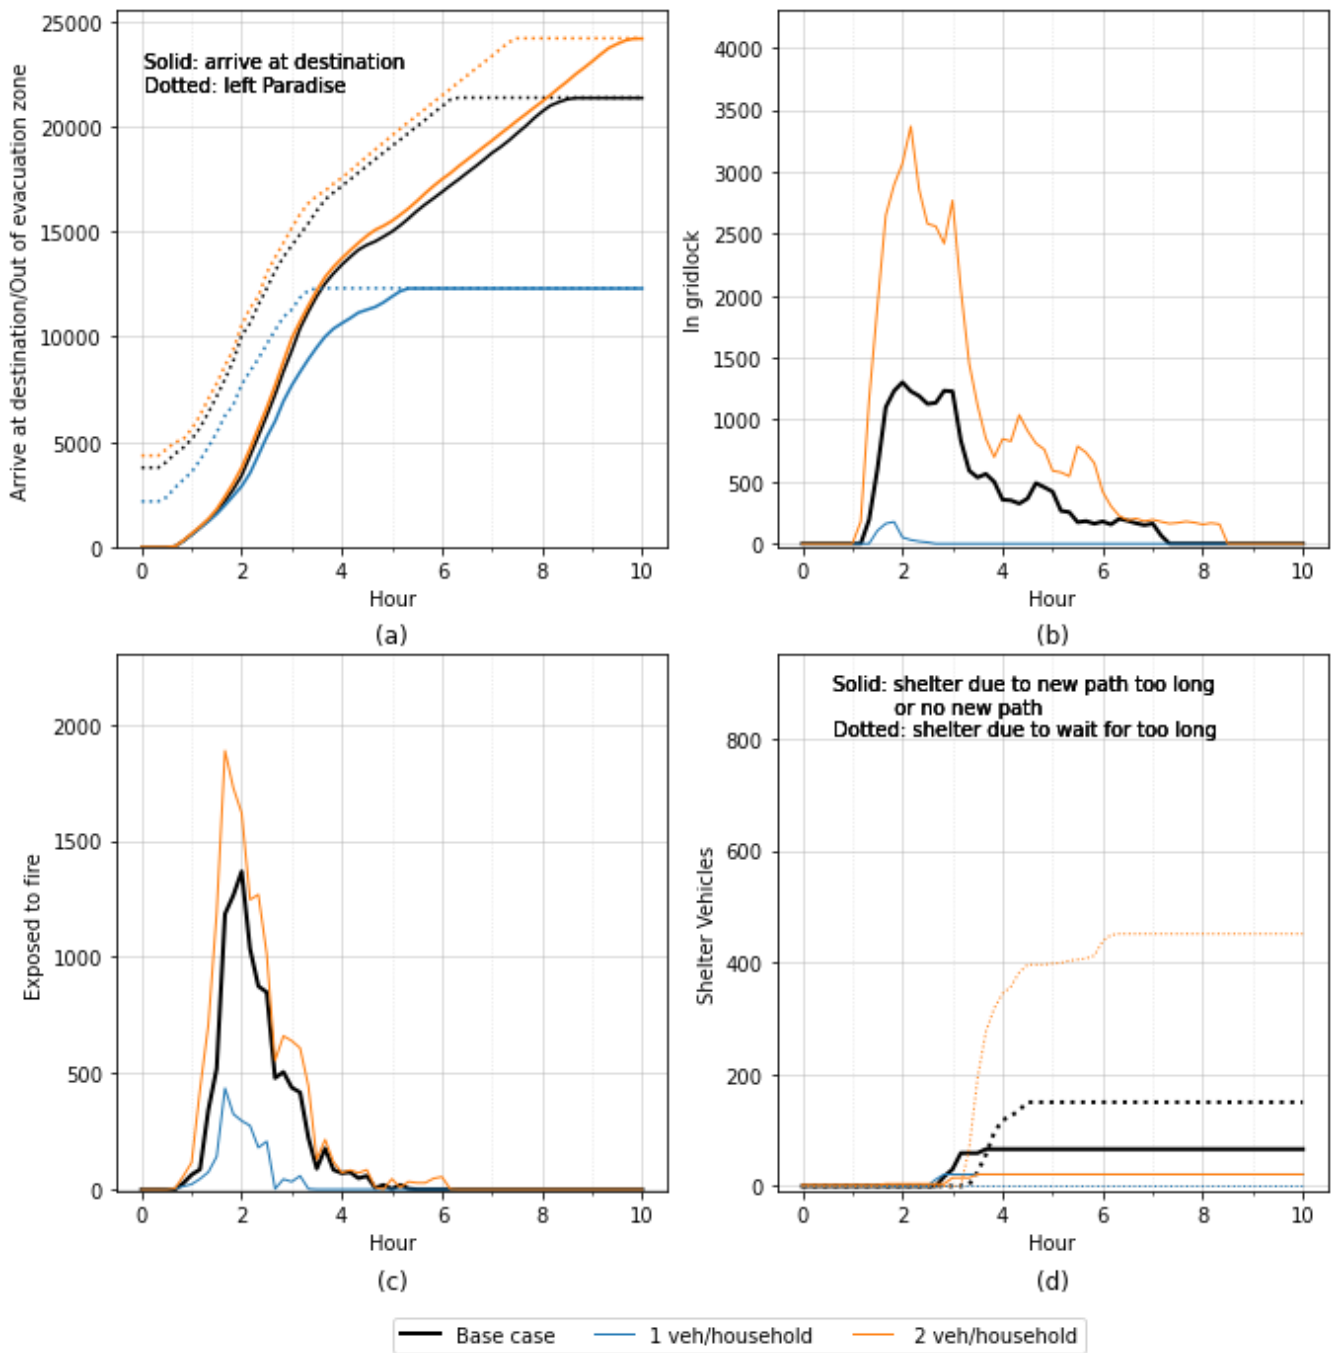 25000
20000
15000
10000
5000
0
Arrive at destination/Out of evacuation zone
Solid: arrive at destination
Dotted: left Paradise
0 2 4 6 8 10
Hour
(a)
4000
3500
3000
2500
2000
1500
1000
500
0
In gridlock
0 2 4 6 8 10
Hour
(b)
2000
1500
1000
500
0
Exposed to fire
0 2 4 6 8 10
Hour
(c)
800
600
400
200
0
Shelter Vehicles
Solid: shelter due to new path too long
or no new path
Dotted: shelter due to wait for too long
0 2 4 6 8 10
Hour
(d)
Base case 1 veh/household 2 veh/household